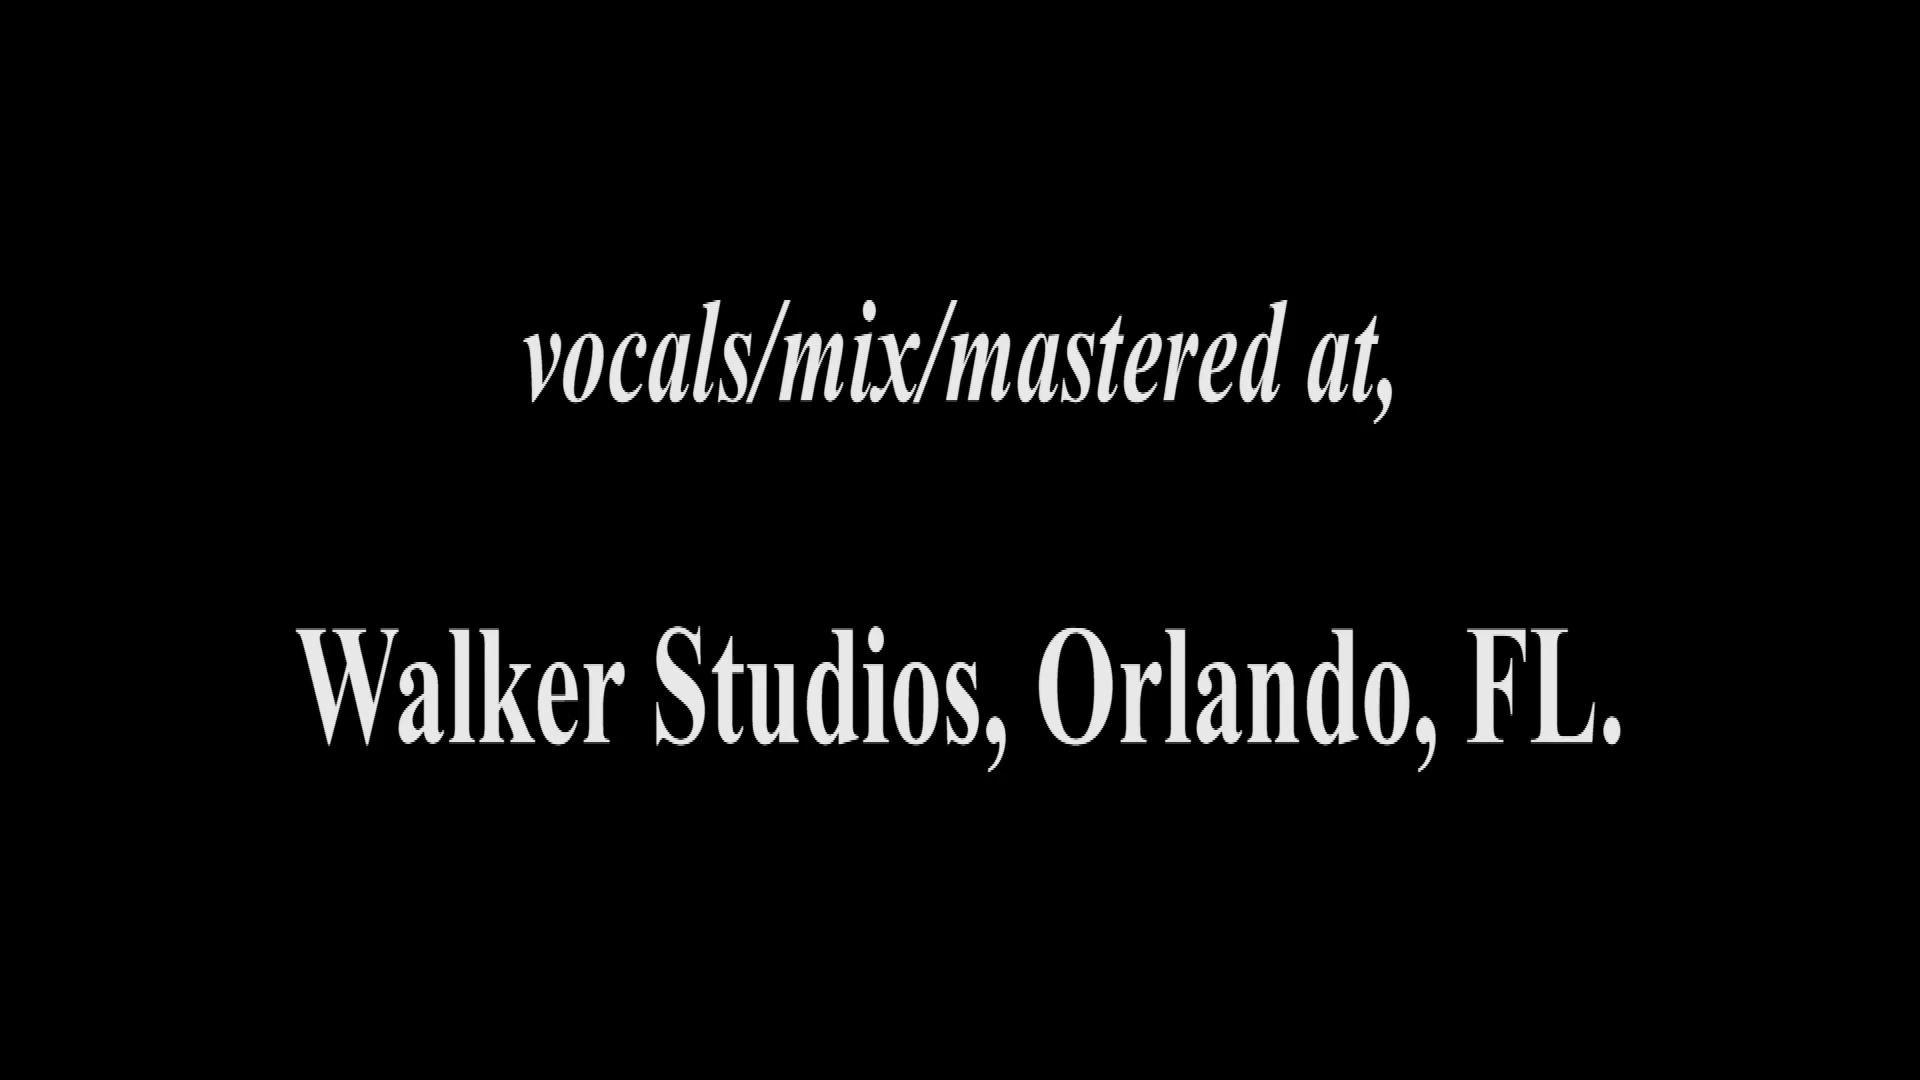 vocals/mix/mastered at,
Walker Studios, Orlando, FL.